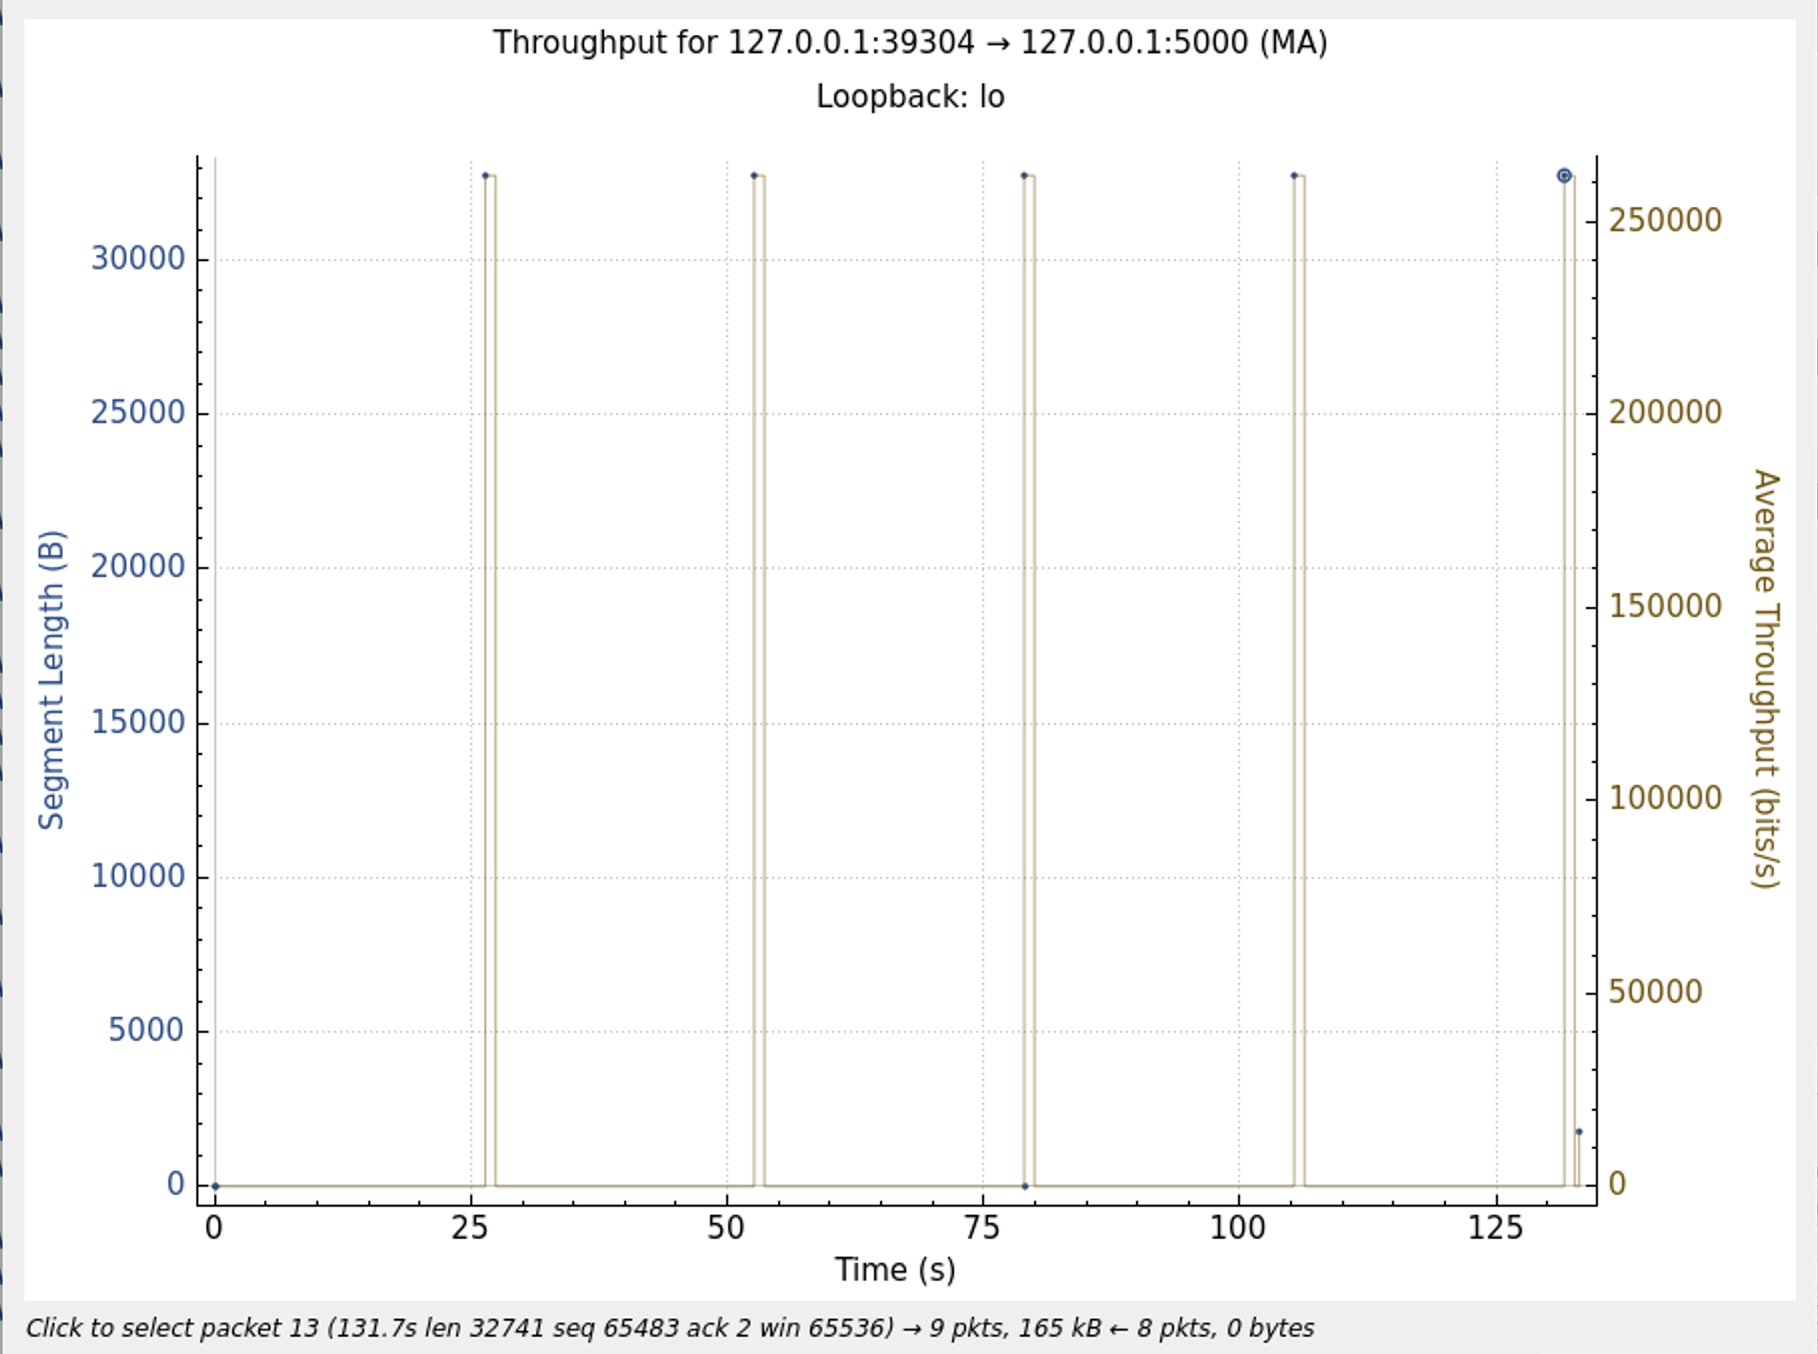 Throughput for 127.0.0.1:39304 → 127.0.0.1:5000 (MA)
Loopback: lo
Segment Length (B)
30000
25000
20000
15000
10000
5000
0
250000
200000
150000
100000
50000
0
Average Throughput (bits/s)
0 25 50 75 100 125
Time (s)
Click to select packet 13 (131.7s len 32741 seq 65483 ack 2 win 65536) → 9 pkts, 165 kB ← 8 pkts, 0 bytes